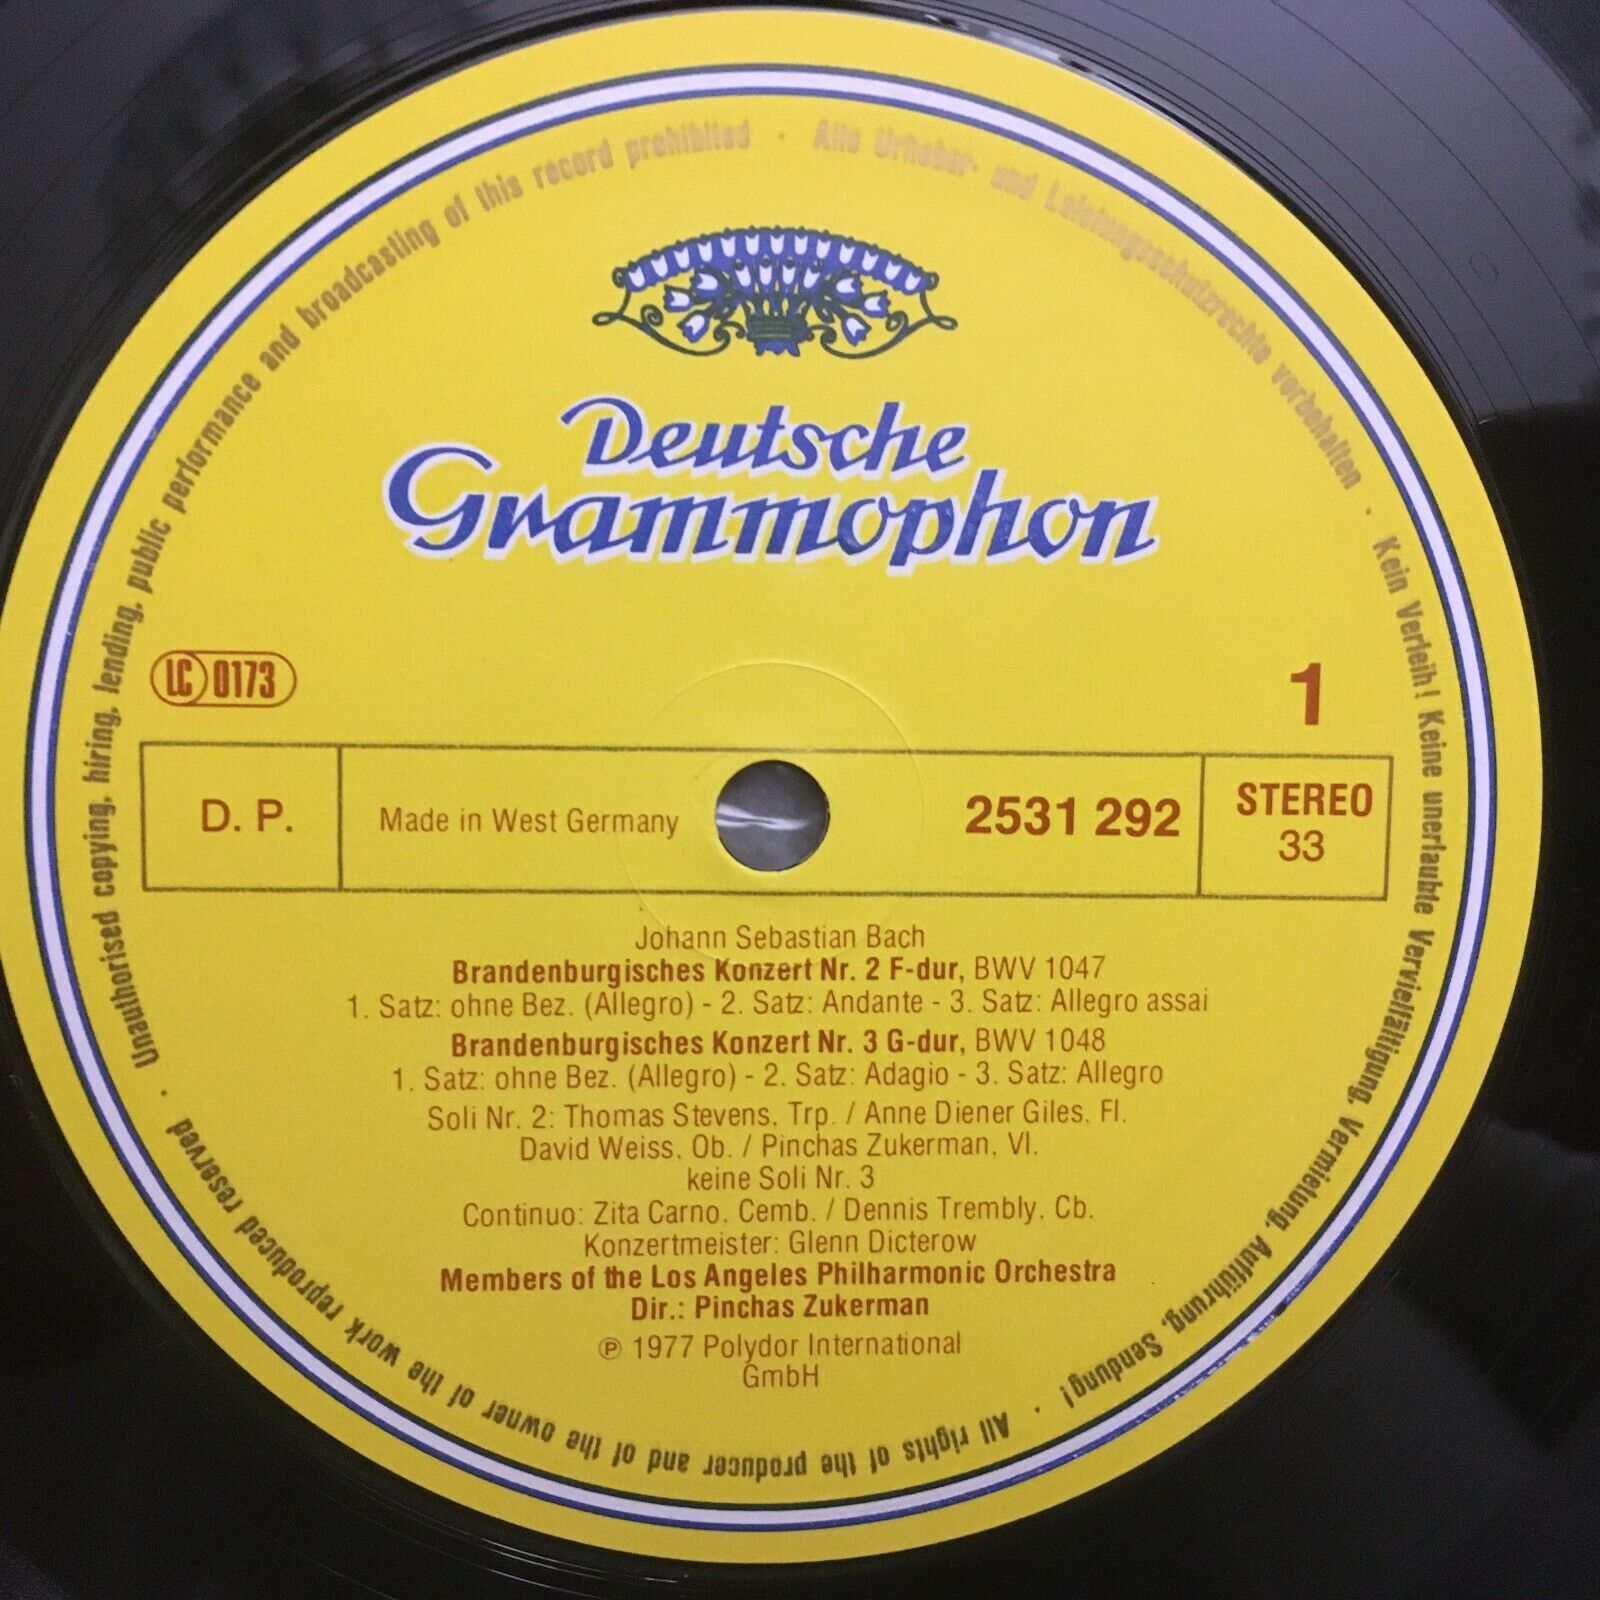 Unauthorised copying, hiring, lending, public performance and broadcasting of this record prohibited · Alle Urheber- und Leistungsschutzrechte vorbehalten · Kein Verleih! Keine unerlaubte Vervielfältigung, Vermietung, Aufführung, Sendung! · All rights of the producer and of the owner of the work reproduced reserved ·
Deutsche
Grammophon
LC 0173
1
D. P.
Made in West Germany
2531 292
STEREO
33
Johann Sebastian Bach
Brandenburgisches Konzert Nr. 2 F-dur, BWV 1047
1. Satz: ohne Bez. (Allegro) - 2. Satz: Andante - 3. Satz: Allegro assai
Brandenburgisches Konzert Nr. 3 G-dur, BWV 1048
1. Satz: ohne Bez. (Allegro) - 2. Satz: Adagio - 3. Satz: Allegro
Soli Nr. 2: Thomas Stevens, Trp. / Anne Diener Giles, Fl.
David Weiss, Ob. / Pinchas Zukerman, Vl.
keine Soli Nr. 3
Continuo: Zita Carno, Cemb. / Dennis Trembly, Cb.
Konzertmeister: Glenn Dicterow
Members of the Los Angeles Philharmonic Orchestra
Dir.: Pinchas Zukerman
℗ 1977 Polydor International
GmbH